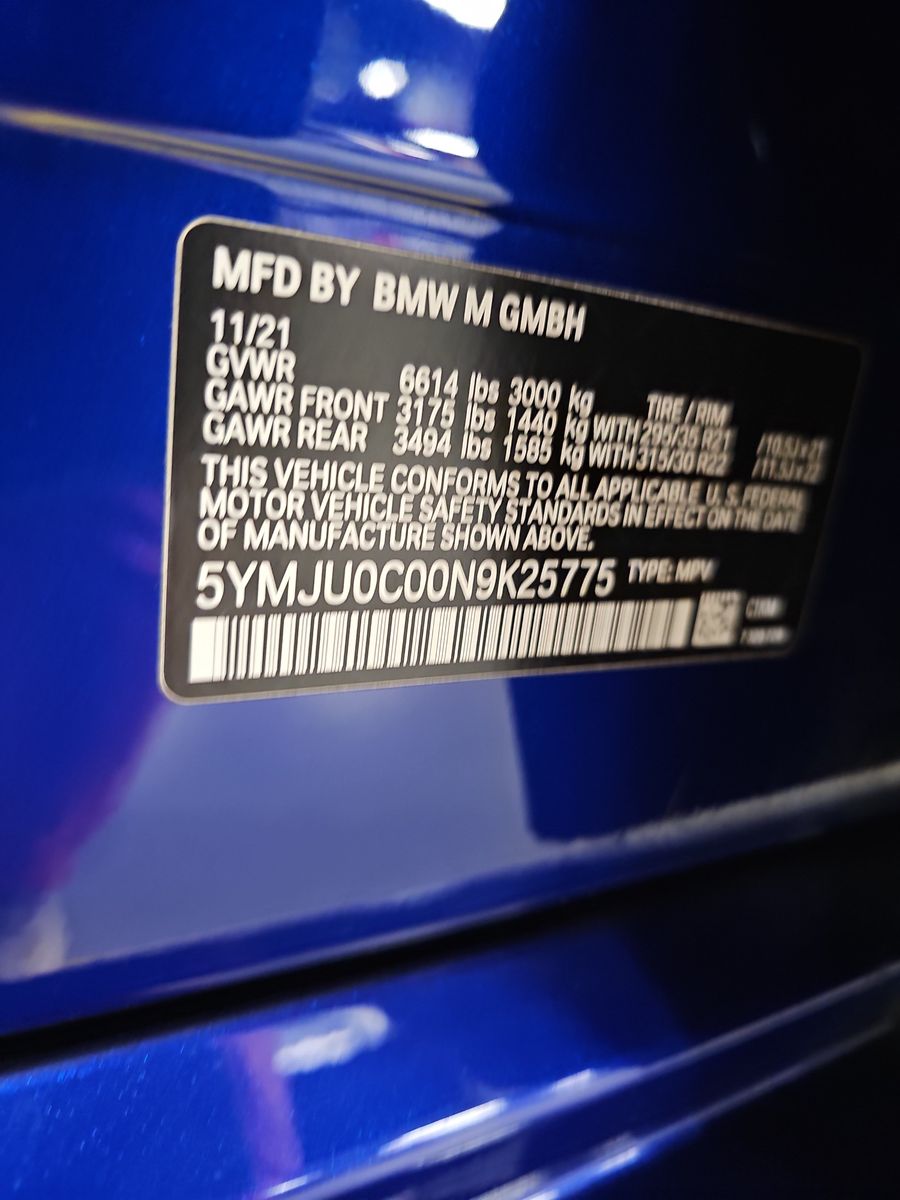 MFD BY BMW M GMBH
11/21
GVWR 6614 lbs 3000 kg TIRE / RIM
GAWR FRONT 3175 lbs 1440 kg WITH 295/35 R21
GAWR REAR 3494 lbs 1585 kg WITH 315/30 R22
THIS VEHICLE CONFORMS TO ALL APPLICABLE U.S. FEDERAL
MOTOR VEHICLE SAFETY STANDARDS IN EFFECT ON THE DATE
OF MANUFACTURE SHOWN ABOVE.
5YMJU0C00N9K25775 TYPE: MPV